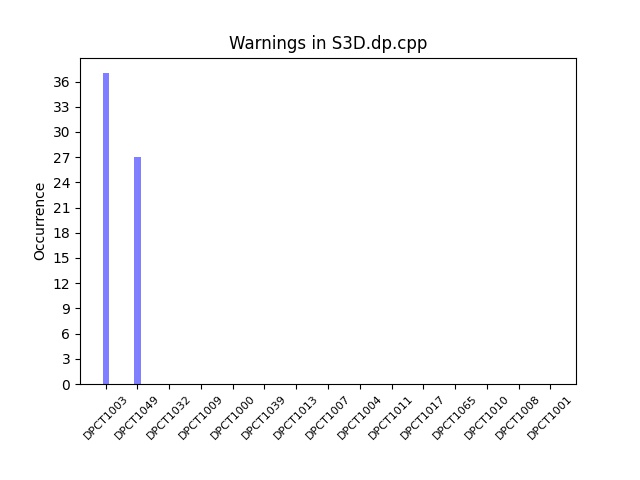 Warnings in S3D.dp.cpp
Occurrence
36
33
30
27
24
21
18
15
12
9
6
3
0
DPCT1003
DPCT1049
DPCT1032
DPCT1009
DPCT1000
DPCT1039
DPCT1013
DPCT1007
DPCT1004
DPCT1011
DPCT1017
DPCT1065
DPCT1010
DPCT1008
DPCT1001